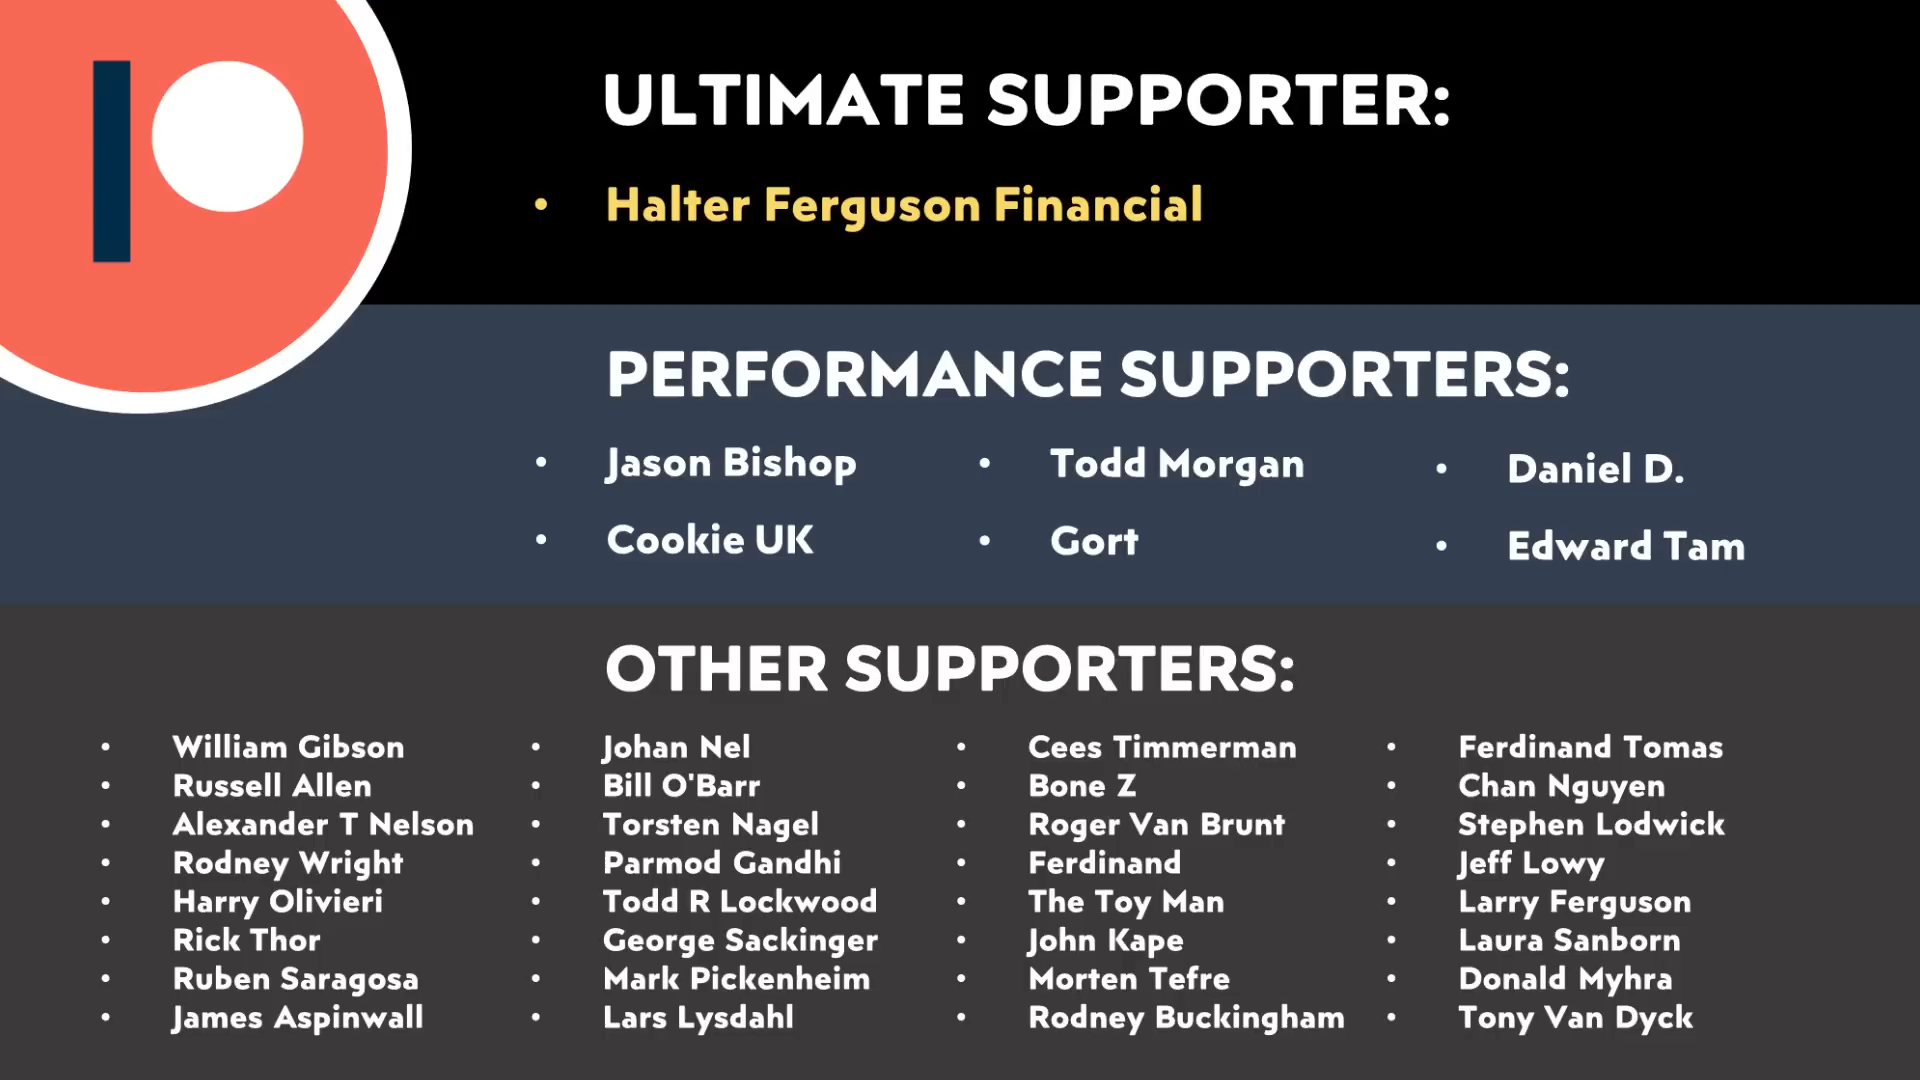 ULTIMATE SUPPORTER:
• Halter Ferguson Financial
PERFORMANCE SUPPORTERS:
• Jason Bishop
• Cookie UK
• Todd Morgan
• Gort
• Daniel D.
• Edward Tam
OTHER SUPPORTERS:
• William Gibson
• Russell Allen
• Alexander T Nelson
• Rodney Wright
• Harry Olivieri
• Rick Thor
• Ruben Saragosa
• James Aspinwall
• Johan Nel
• Bill O'Barr
• Torsten Nagel
• Parmod Gandhi
• Todd R Lockwood
• George Sackinger
• Mark Pickenheim
• Lars Lysdahl
• Cees Timmerman
• Bone Z
• Roger Van Brunt
• Ferdinand
• The Toy Man
• John Kape
• Morten Tefre
• Rodney Buckingham
• Ferdinand Tomas
• Chan Nguyen
• Stephen Lodwick
• Jeff Lowy
• Larry Ferguson
• Laura Sanborn
• Donald Myhra
• Tony Van Dyck